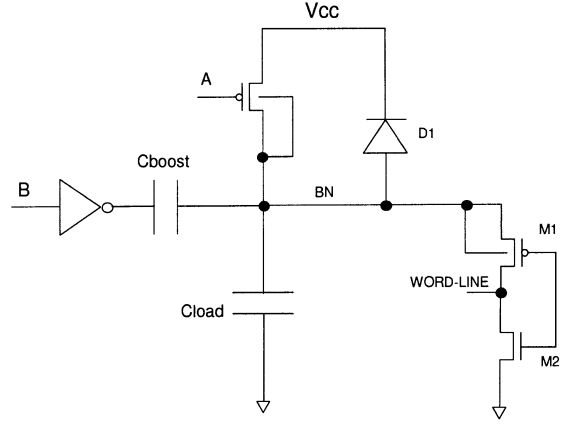 Vcc
A
D1
Cboost
B
BN
M1
WORD-LINE
Cload
M2